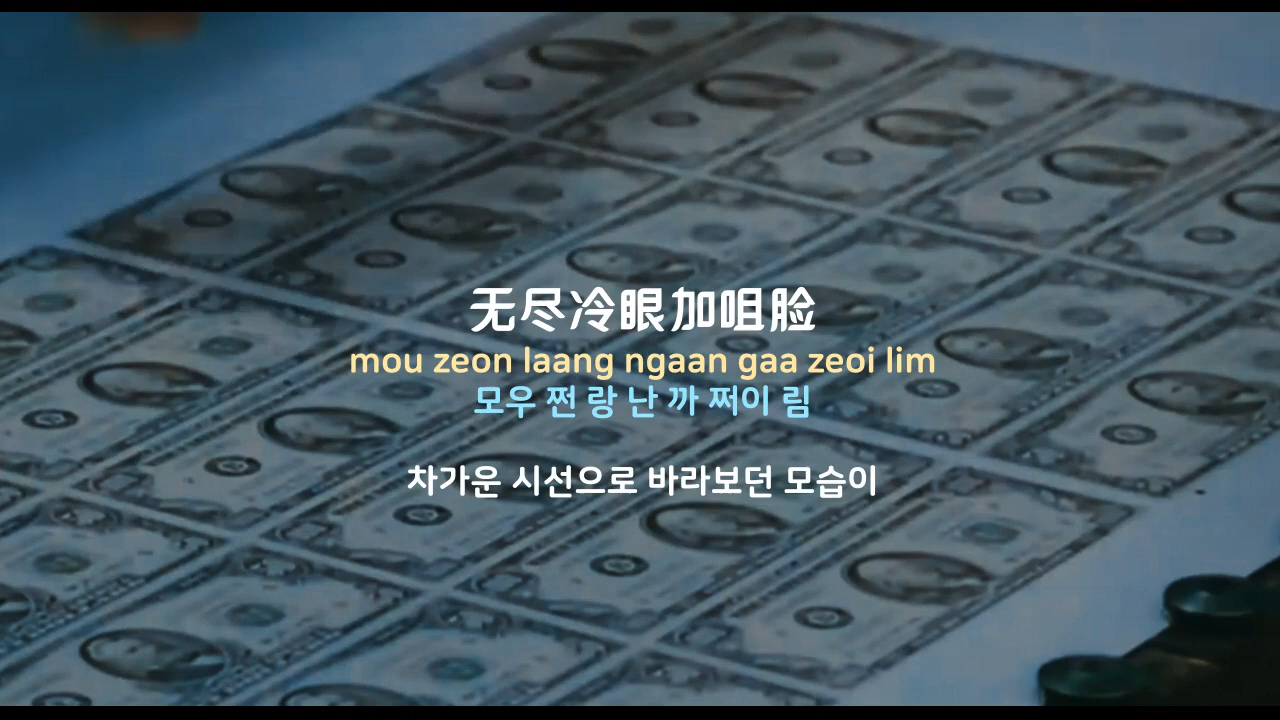 无尽冷眼加咀脸
mou zeon laang ngaan gaa zeoi lim
모우 쩐 랑 난 까 쩌이 림
차가운 시선으로 바라보던 모습이